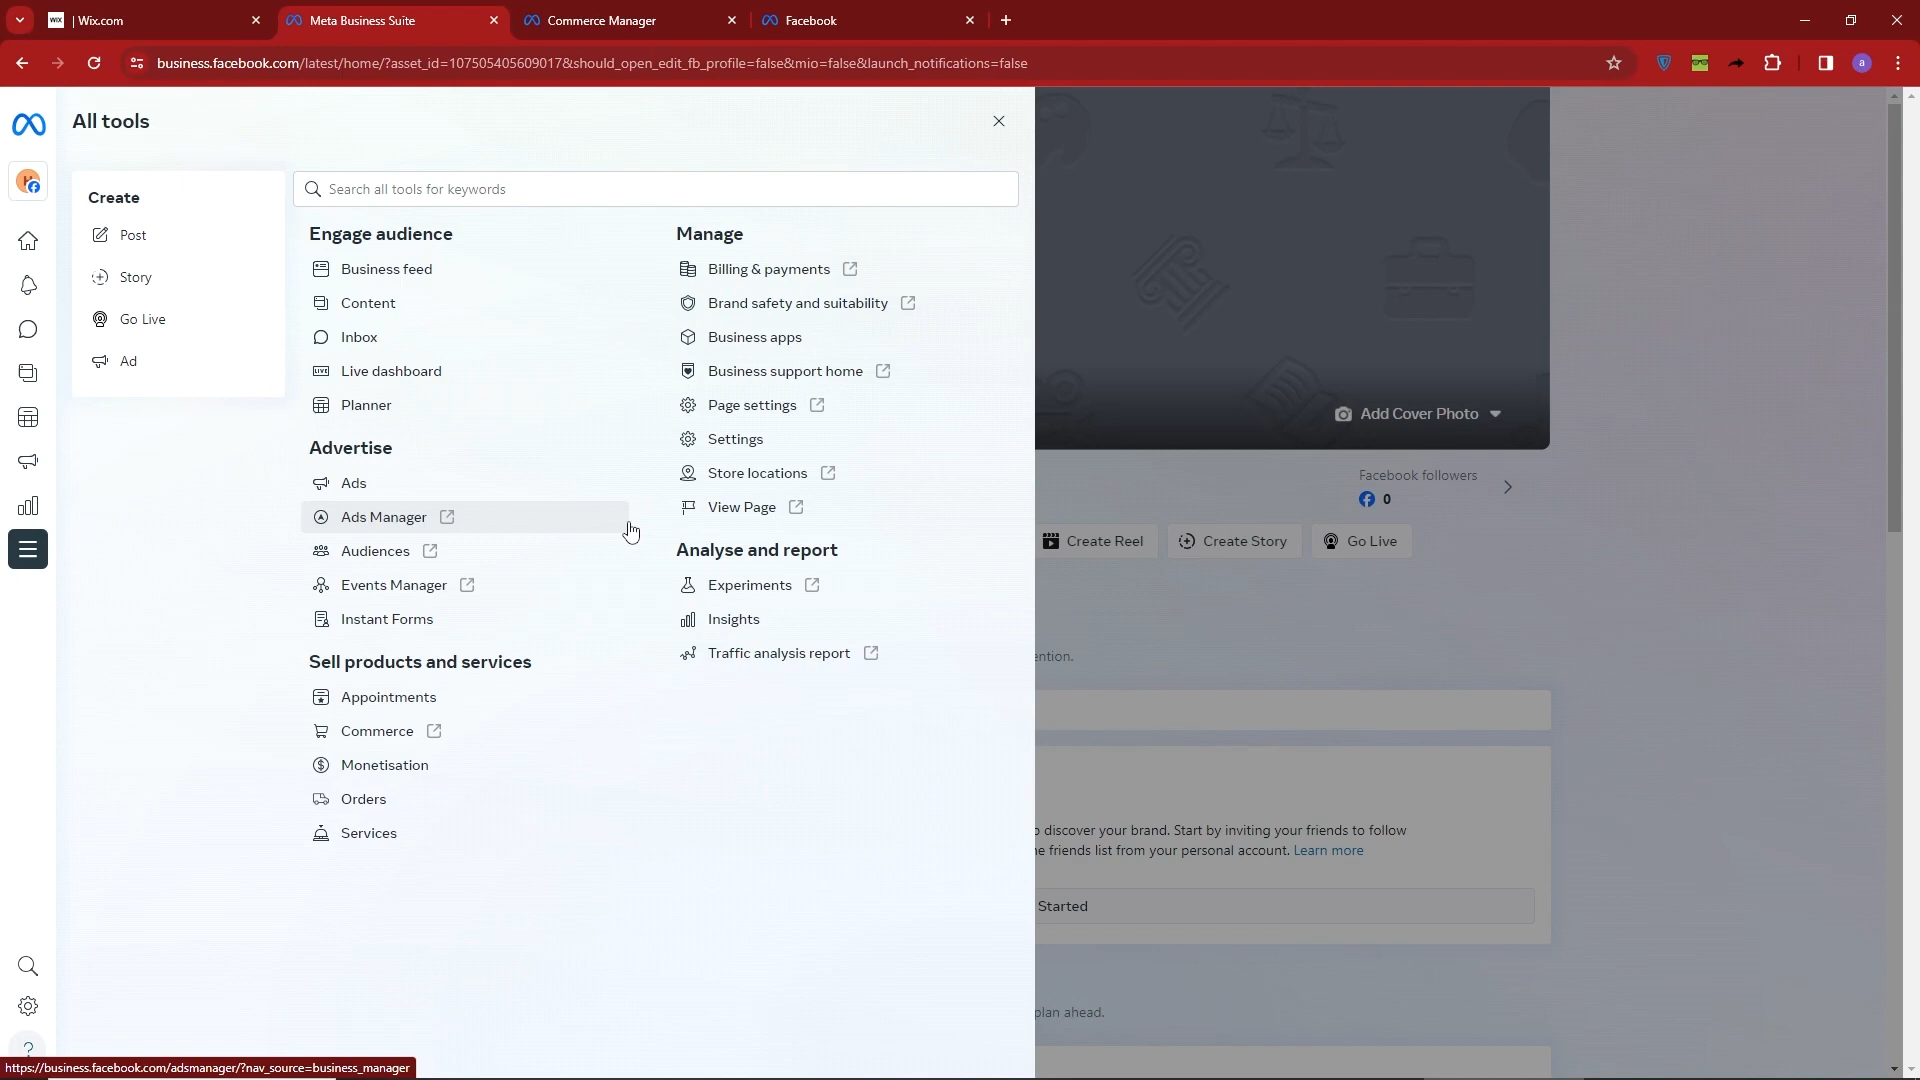 WIX | Wix.com
Meta Business Suite
Commerce Manager
Facebook
business.facebook.com/latest/home/?asset_id=107505405609017&should_open_edit_fb_profile=false&mio=false&launch_notifications=false
a
All tools
Create
Post
Story
Go Live
Ad
Search all tools for keywords
Engage audience
Business feed
Content
Inbox
Live dashboard
Planner
Advertise
Ads
Ads Manager
Audiences
Events Manager
Instant Forms
Sell products and services
Appointments
Commerce
Monetisation
Orders
Services
Manage
Billing & payments
Brand safety and suitability
Business apps
Business support home
Page settings
Settings
Store locations
View Page
Analyse and report
Experiments
Insights
Traffic analysis report
Add Cover Photo
Facebook followers
0
Create Reel
Create Story
Go Live
ention.
o discover your brand. Start by inviting your friends to follow
e friends list from your personal account. Learn more
Started
plan ahead.
https://business.facebook.com/adsmanager/?nav_source=business_manager